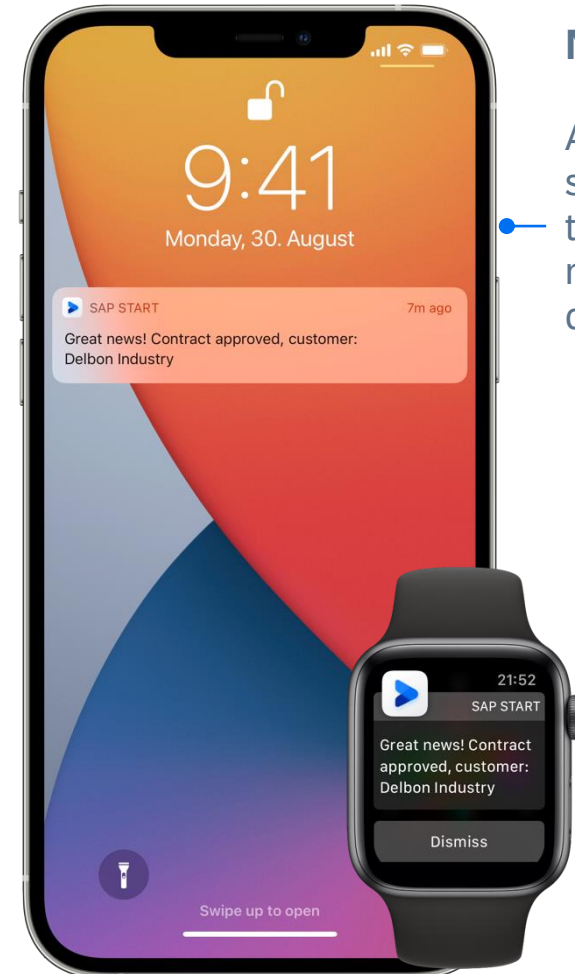 9:41
Monday, 30. August
SAP START 7m ago
Great news! Contract approved, customer:
Delbon Industry
Swipe up to open
21:52
SAP START
Great news! Contract
approved, customer:
Delbon Industry
Dismiss